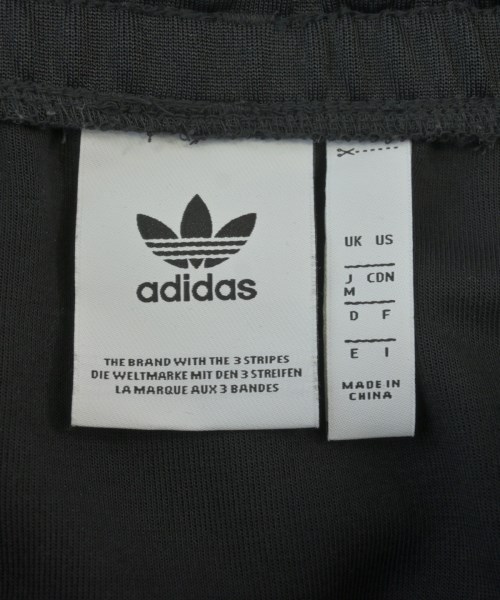 adidas
THE BRAND WITH THE 3 STRIPES
DIE WELTMARKE MIT DEN 3 STREIFEN
LA MARQUE AUX 3 BANDES
UK US
J CDN
M
D F
E I
MADE IN
CHINA